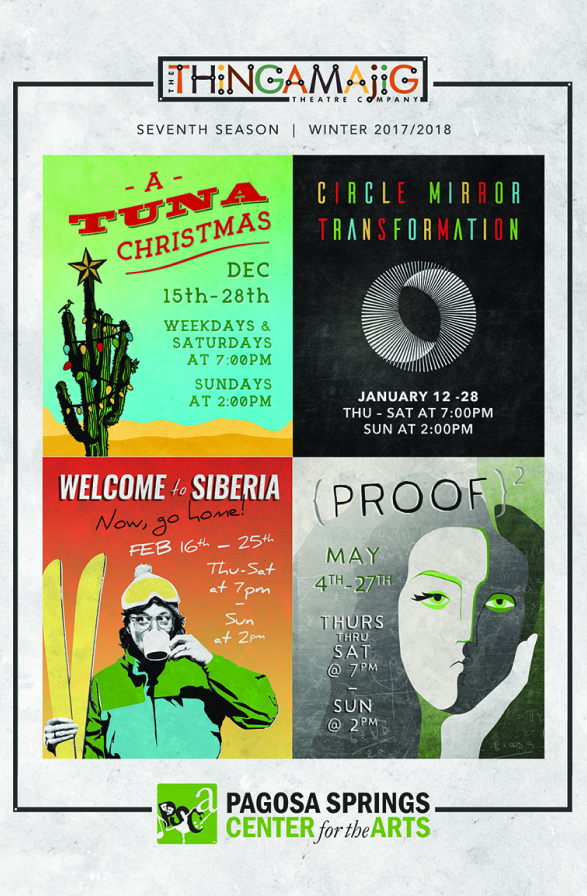 THE THiNGAMAjiG
THEATRE COMPANY
SEVENTH SEASON | WINTER 2017/2018
- A -
TUNA
CHRISTMAS
DEC
15th-28th
WEEKDAYS &
SATURDAYS
AT 7:00PM
SUNDAYS
AT 2:00PM
CIRCLE MIRROR
TRANSFORMATION
JANUARY 12 -28
THU - SAT AT 7:00PM
SUN AT 2:00PM
WELCOME to SIBERIA
Now, go home!
FEB 16th - 25th
Thu-Sat
at 7pm
-
Sun
at 2pm
{PROOF}2
MAY
4TH-27TH
THURS
THRU
SAT
@ 7PM
-
SUN
@ 2PM
PSCa
PAGOSA SPRINGS
CENTER for the ARTS